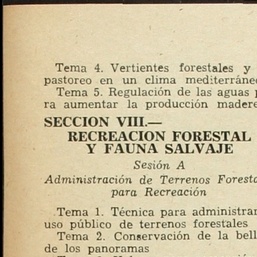 Tema 4. Vertientes forestales y
pastoreo en un clima mediterráne
Tema 5. Regulación de las aguas p
ra aumentar la producción madere
SECCION VIII.—
RECREACION FORESTAL
Y FAUNA SALVAJE
Sesión A
Administración de Terrenos Foresta
para Recreación
Tema 1. Técnica para administrar
uso público de terrenos forestales
Tema 2. Conservación de la bell
de los panoramas